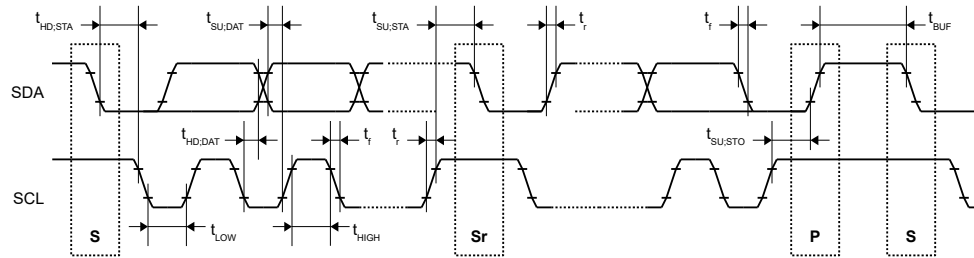 tHD;STA tSU;DAT tSU;STA tr tf tBUF
SDA
tHD;DAT tf tr tSU;STO
SCL
tLOW tHIGH
S Sr P S